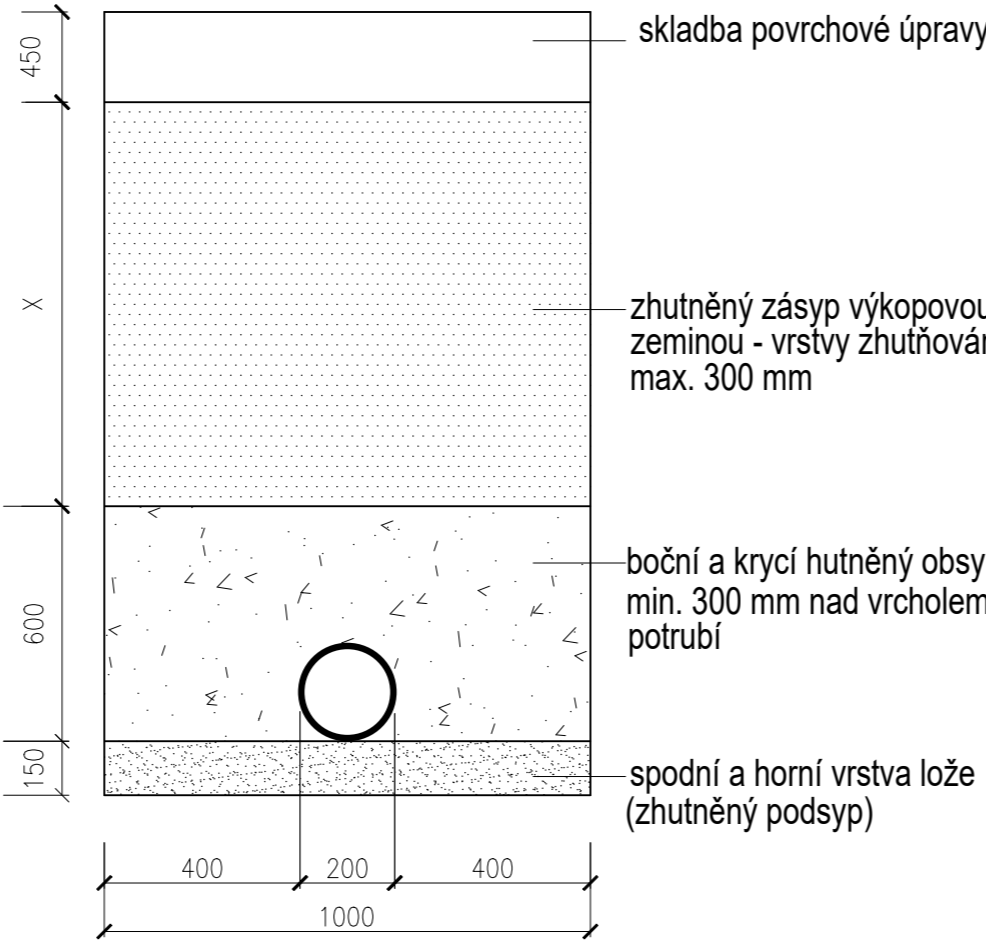 450
skladba povrchové úpravy
X
zhutněný zásyp výkopovou
zeminou - vrstvy zhutňován
max. 300 mm
600
boční a krycí hutněný obsy
min. 300 mm nad vrcholem
potrubí
150
spodní a horní vrstva lože
(zhutněný podsyp)
400 200 400
1000